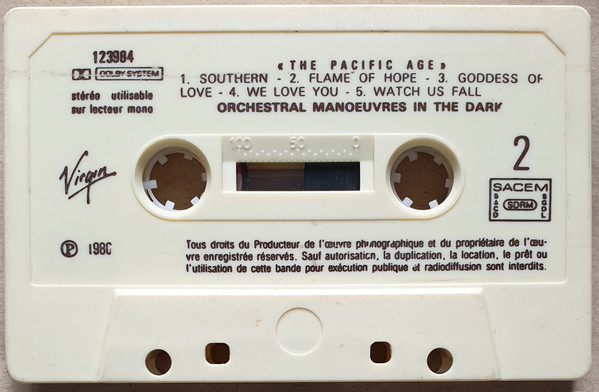 123984
DOLBY SYSTEM
stéréo utilisable
sur lecteur mono
« THE PACIFIC AGE »
1. SOUTHERN - 2. FLAME OF HOPE - 3. GODDESS OF
LOVE - 4. WE LOVE YOU - 5. WATCH US FALL
ORCHESTRAL MANOEUVRES IN THE DARK
100 50 0
Virgin
2
SACEM
SACD
SDRM
SGDL
Ⓟ 1986
Tous droits du Producteur de l'œuvre phonographique et du propriétaire de l'œu-
vre enregistrée réservés. Sauf autorisation, la duplication, la location, le prêt ou
l'utilisation de cette bande pour exécution publique et radiodiffusion sont interdits.